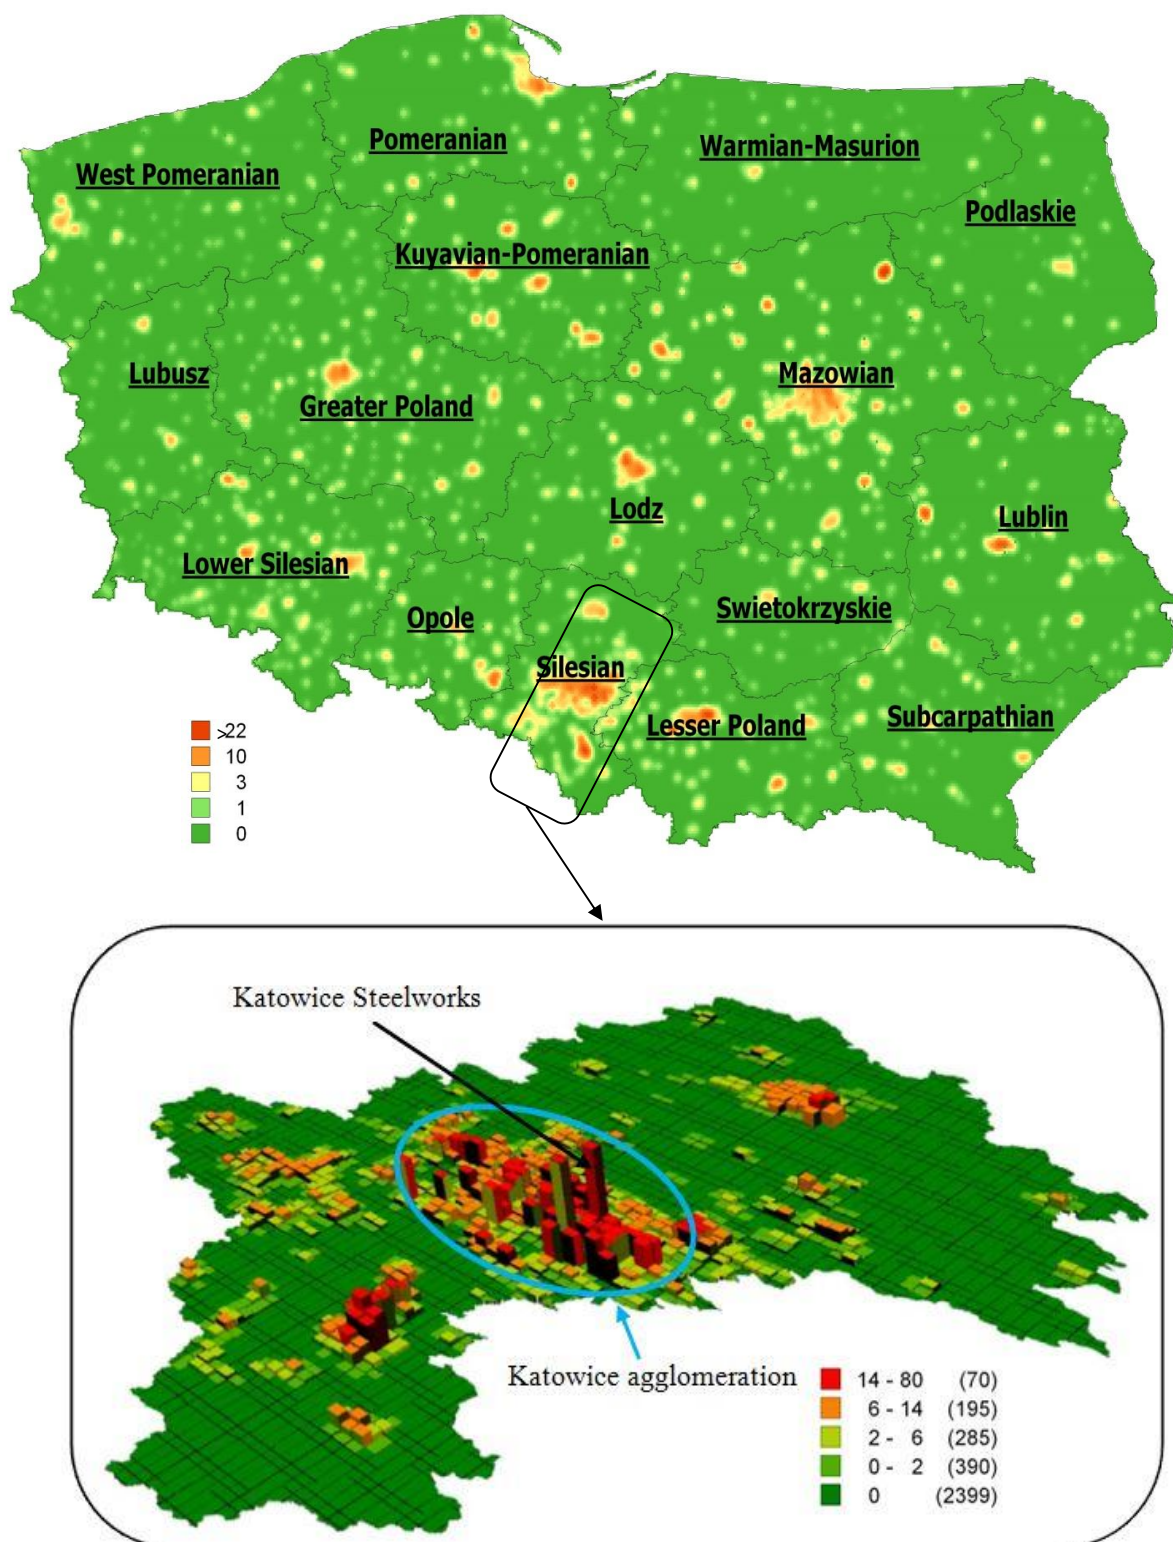 Pomeranian
Warmian-Masurion
West Pomeranian
Podlaskie
Kuyavian-Pomeranian
Lubusz
Mazowian
Greater Poland
Lodz
Lublin
Lower Silesian
Opole
Swietokrzyskie
Silesian
Lesser Poland
Subcarpathian
>22
10
3
1
0
Katowice Steelworks
Katowice agglomeration
14 - 80 (70)
6 - 14 (195)
2 - 6 (285)
0 - 2 (390)
0 (2399)